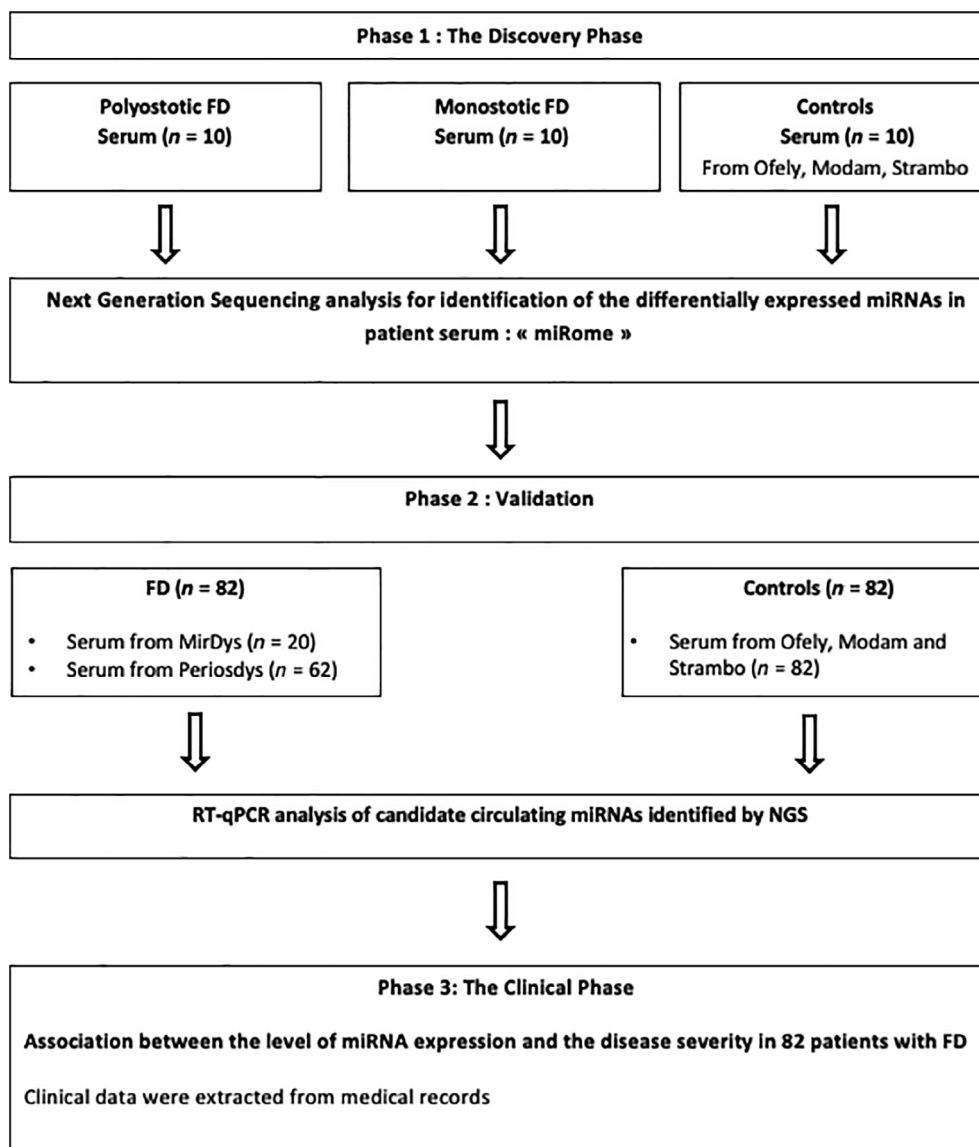 Phase 1 : The Discovery Phase
Polyostotic FD
Serum (n = 10)
Monostotic FD
Serum (n = 10)
Controls
Serum (n = 10)
From Ofely, Modam, Strambo
Next Generation Sequencing analysis for identification of the differentially expressed miRNAs in
patient serum : « miRome »
Phase 2 : Validation
FD (n = 82)
• Serum from MirDys (n = 20)
• Serum from Periosdys (n = 62)
Controls (n = 82)
• Serum from Ofely, Modam and
Strambo (n = 82)
RT-qPCR analysis of candidate circulating miRNAs identified by NGS
Phase 3: The Clinical Phase
Association between the level of miRNA expression and the disease severity in 82 patients with FD
Clinical data were extracted from medical records